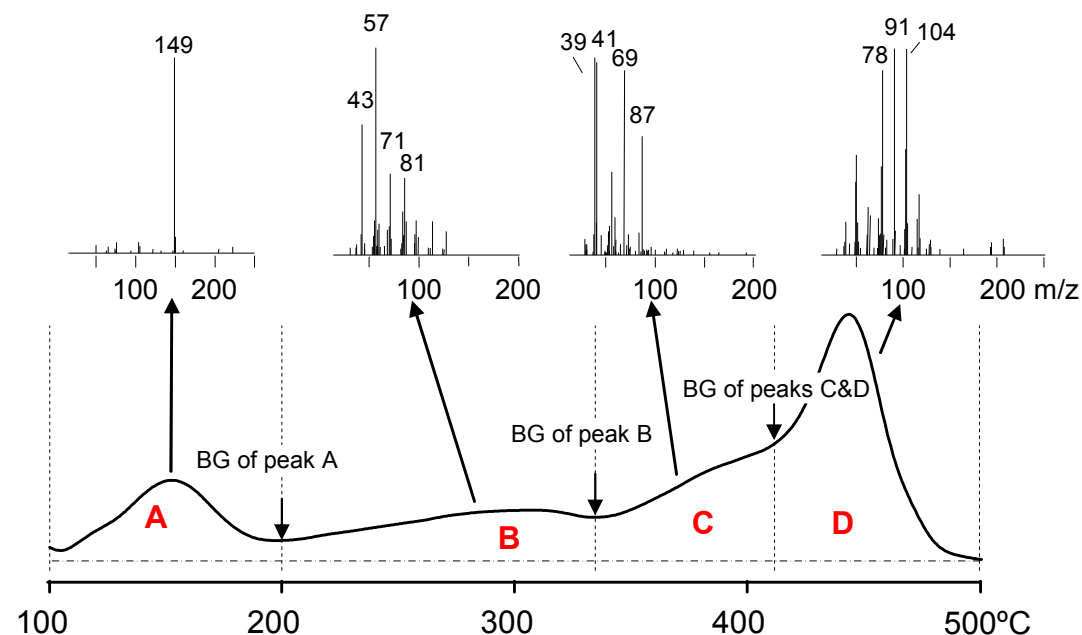 149
57
43
71
81
39 41
69
87
91
104
78
100 200
100 200
100 200
100 200 m/z
BG of peak A
BG of peak B
BG of peaks C&D
A
B
C
D
100 200 300 400 500ºC